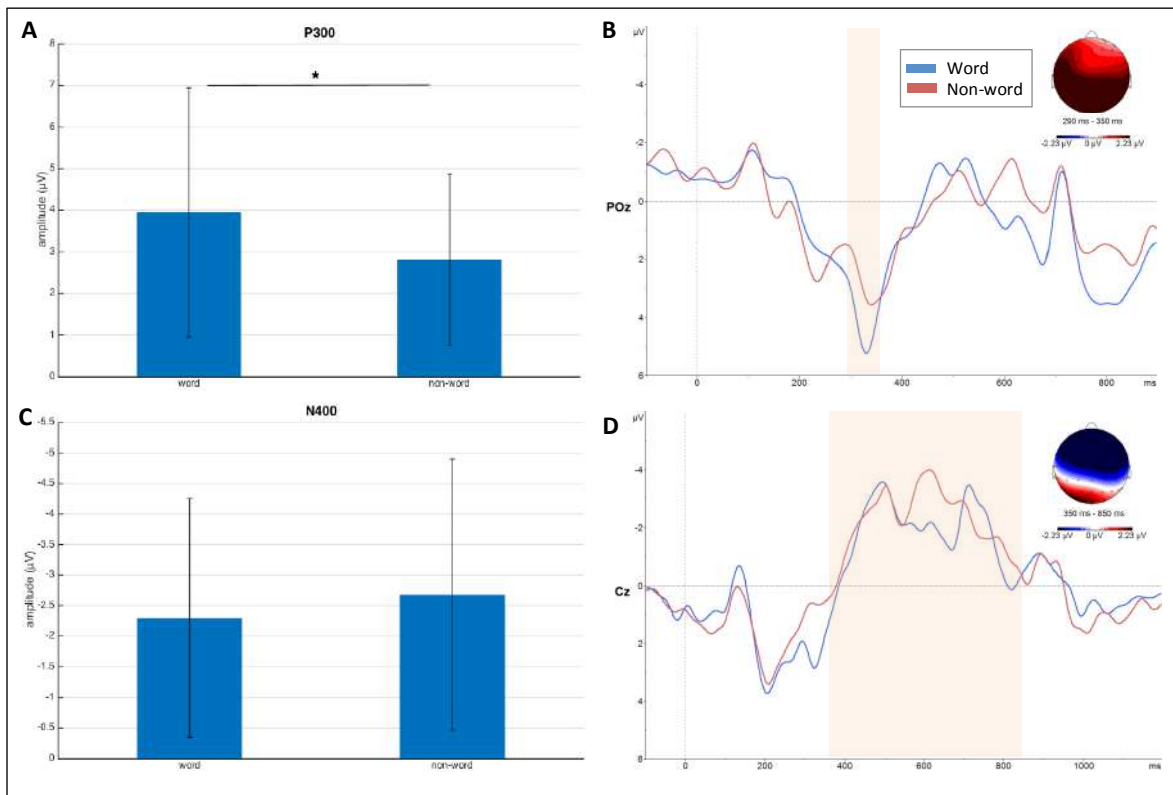 A
P300
8
7
6
5
4
3
2
1
0
amplitude (µV)
*
word
non-word
B
µV
-4
-2
0
2
4
6
POz
0
200
400
600
800
ms
Word
Non-word
290 ms - 350 ms
-2.23 µV 0 µV 2.23 µV
C
N400
-5.5
-5
-4.5
-4
-3.5
-3
-2.5
-2
-1.5
-1
-0.5
0
amplitude (µV)
word
non-word
D
µV
-4
-2
0
2
4
6
Cz
0
200
400
600
800
1000
ms
350 ms - 850 ms
-2.23 µV 0 µV 2.23 µV